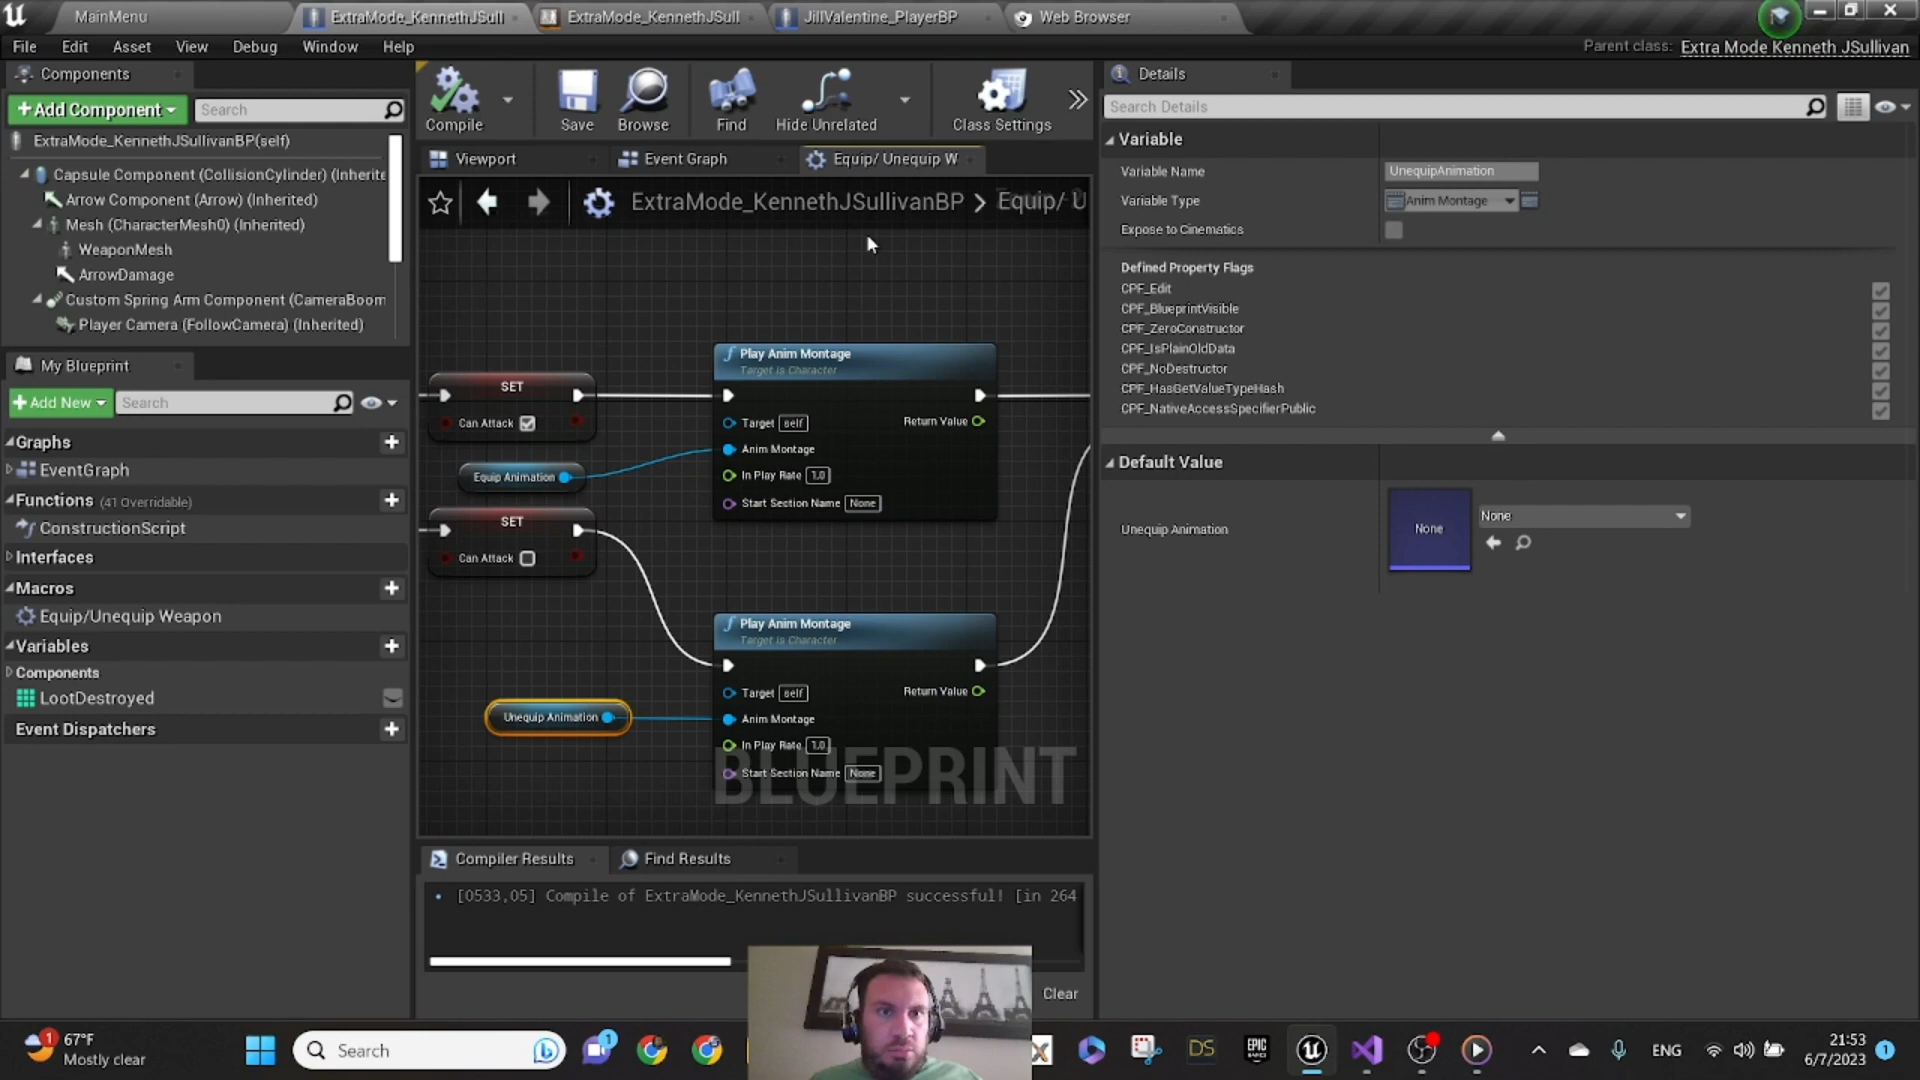 MainMenu
ExtraMode_KennethJSull
ExtraMode_KennethJSull
JillValentine_PlayerBP
Web Browser
File Edit Asset View Debug Window Help
Parent class: Extra Mode Kenneth JSullivan
Components
+Add Component
Search
ExtraMode_KennethJSullivanBP(self)
Capsule Component (CollisionCylinder) (Inherite
Arrow Component (Arrow) (Inherited)
Mesh (CharacterMesh0) (Inherited)
WeaponMesh
ArrowDamage
Custom Spring Arm Component (CameraBoom
Player Camera (FollowCamera) (Inherited)
My Blueprint
+Add New
Search
Graphs
EventGraph
Functions (41 Overridable)
ConstructionScript
Interfaces
Macros
Equip/Unequip Weapon
Variables
Components
LootDestroyed
Event Dispatchers
Compile
Save
Browse
Find
Hide Unrelated
Class Settings
Viewport
Event Graph
Equip/ Unequip W
ExtraMode_KennethJSullivanBP > Equip/ U
SET
Can Attack
Equip Animation
SET
Can Attack
Unequip Animation
Play Anim Montage
Target is Character
Target self
Return Value
Anim Montage
In Play Rate 1.0
Start Section Name None
Play Anim Montage
Target is Character
Target self
Return Value
Anim Montage
In Play Rate 1.0
Start Section Name None
BLUEPRINT
Compiler Results
Find Results
[0533,05] Compile of ExtraMode_KennethJSullivanBP successful! [in 264
Clear
Details
Search Details
Variable
Variable Name UnequipAnimation
Variable Type Anim Montage
Expose to Cinematics
Defined Property Flags
CPF_Edit
CPF_BlueprintVisible
CPF_ZeroConstructor
CPF_IsPlainOldData
CPF_NoDestructor
CPF_HasGetValueTypeHash
CPF_NativeAccessSpecifierPublic
Default Value
Unequip Animation
None
None
1
67°F
Mostly clear
Search
1
DS
EPIC
GAMES
ENG
21:53
6/7/2023
1